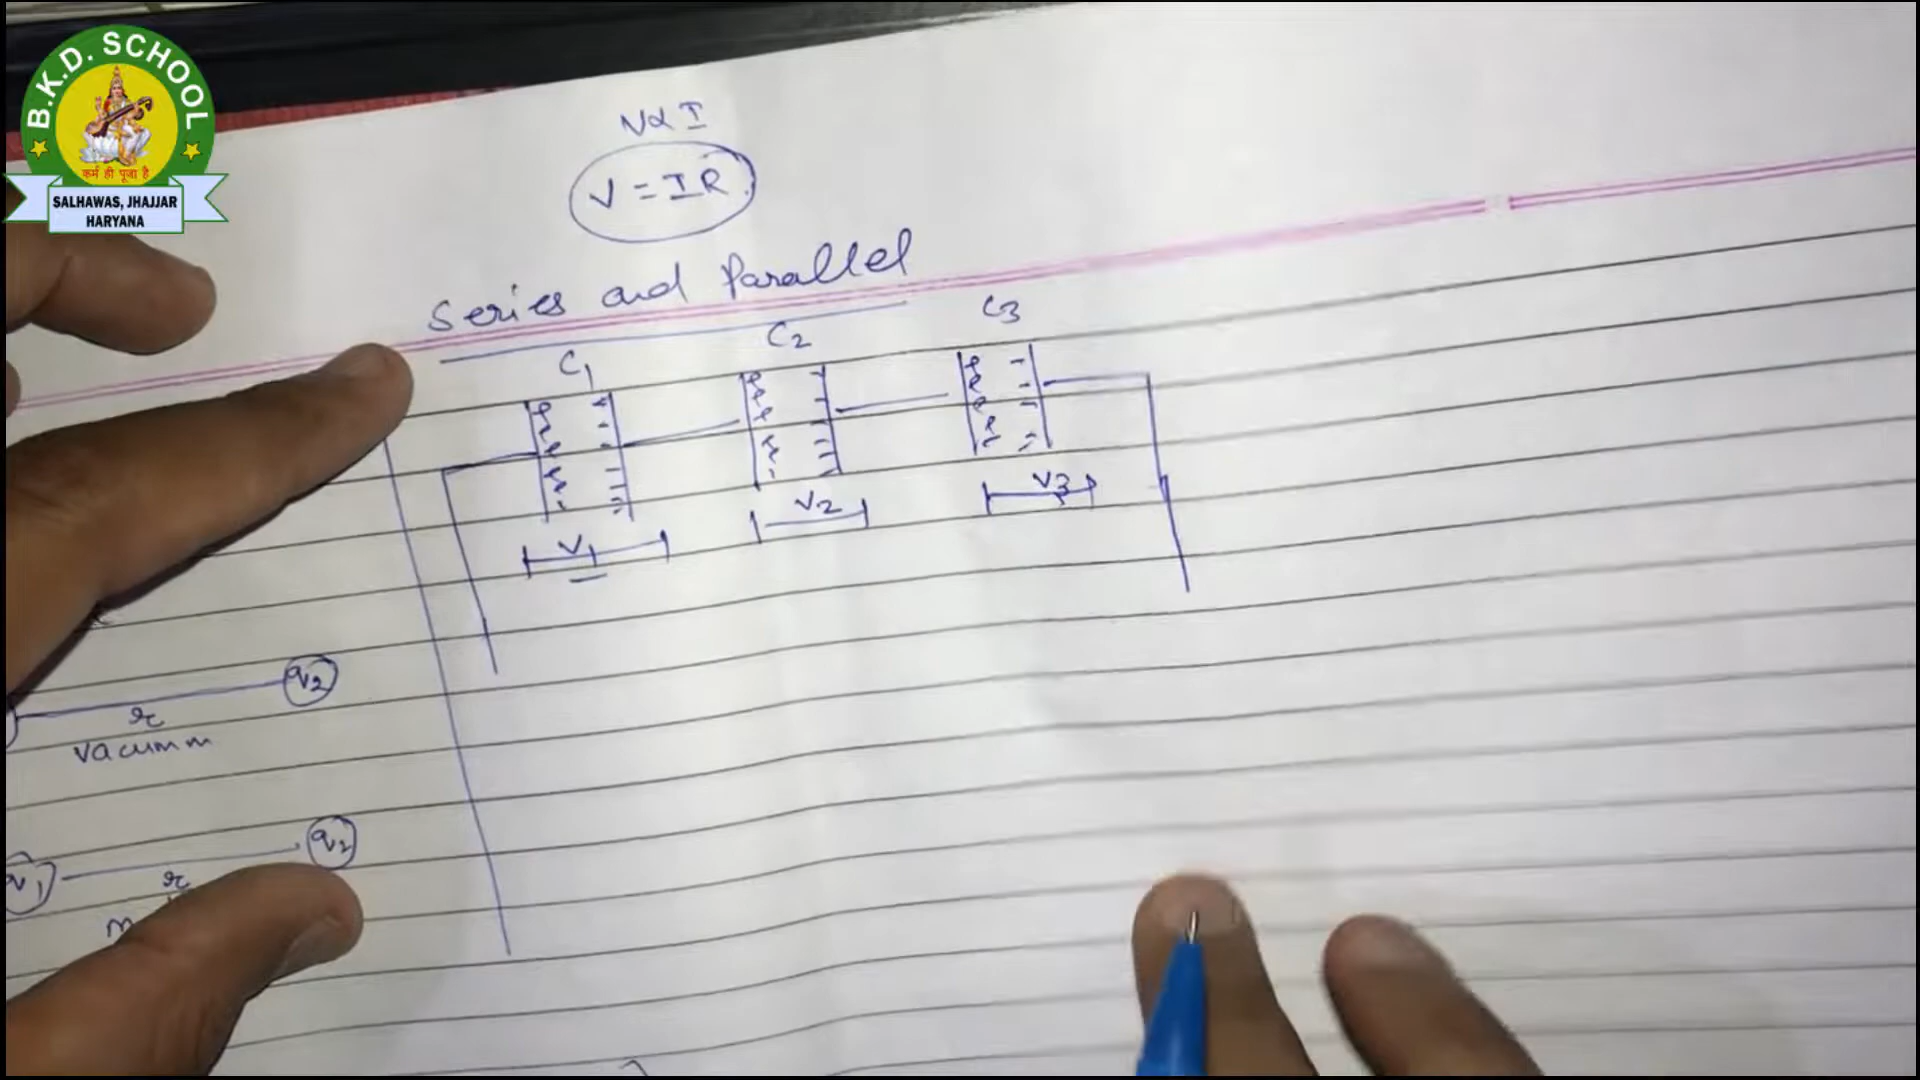 B.K.D. SCHOOL
कर्म ही पूजा है
SALHAWAS, JHAJJAR
HARYANA
V∝ I
V = IR
Series and Parallel
C1 C2 C3
V1 V2 V3
q2
r
vacumm
q1 q2
r
m